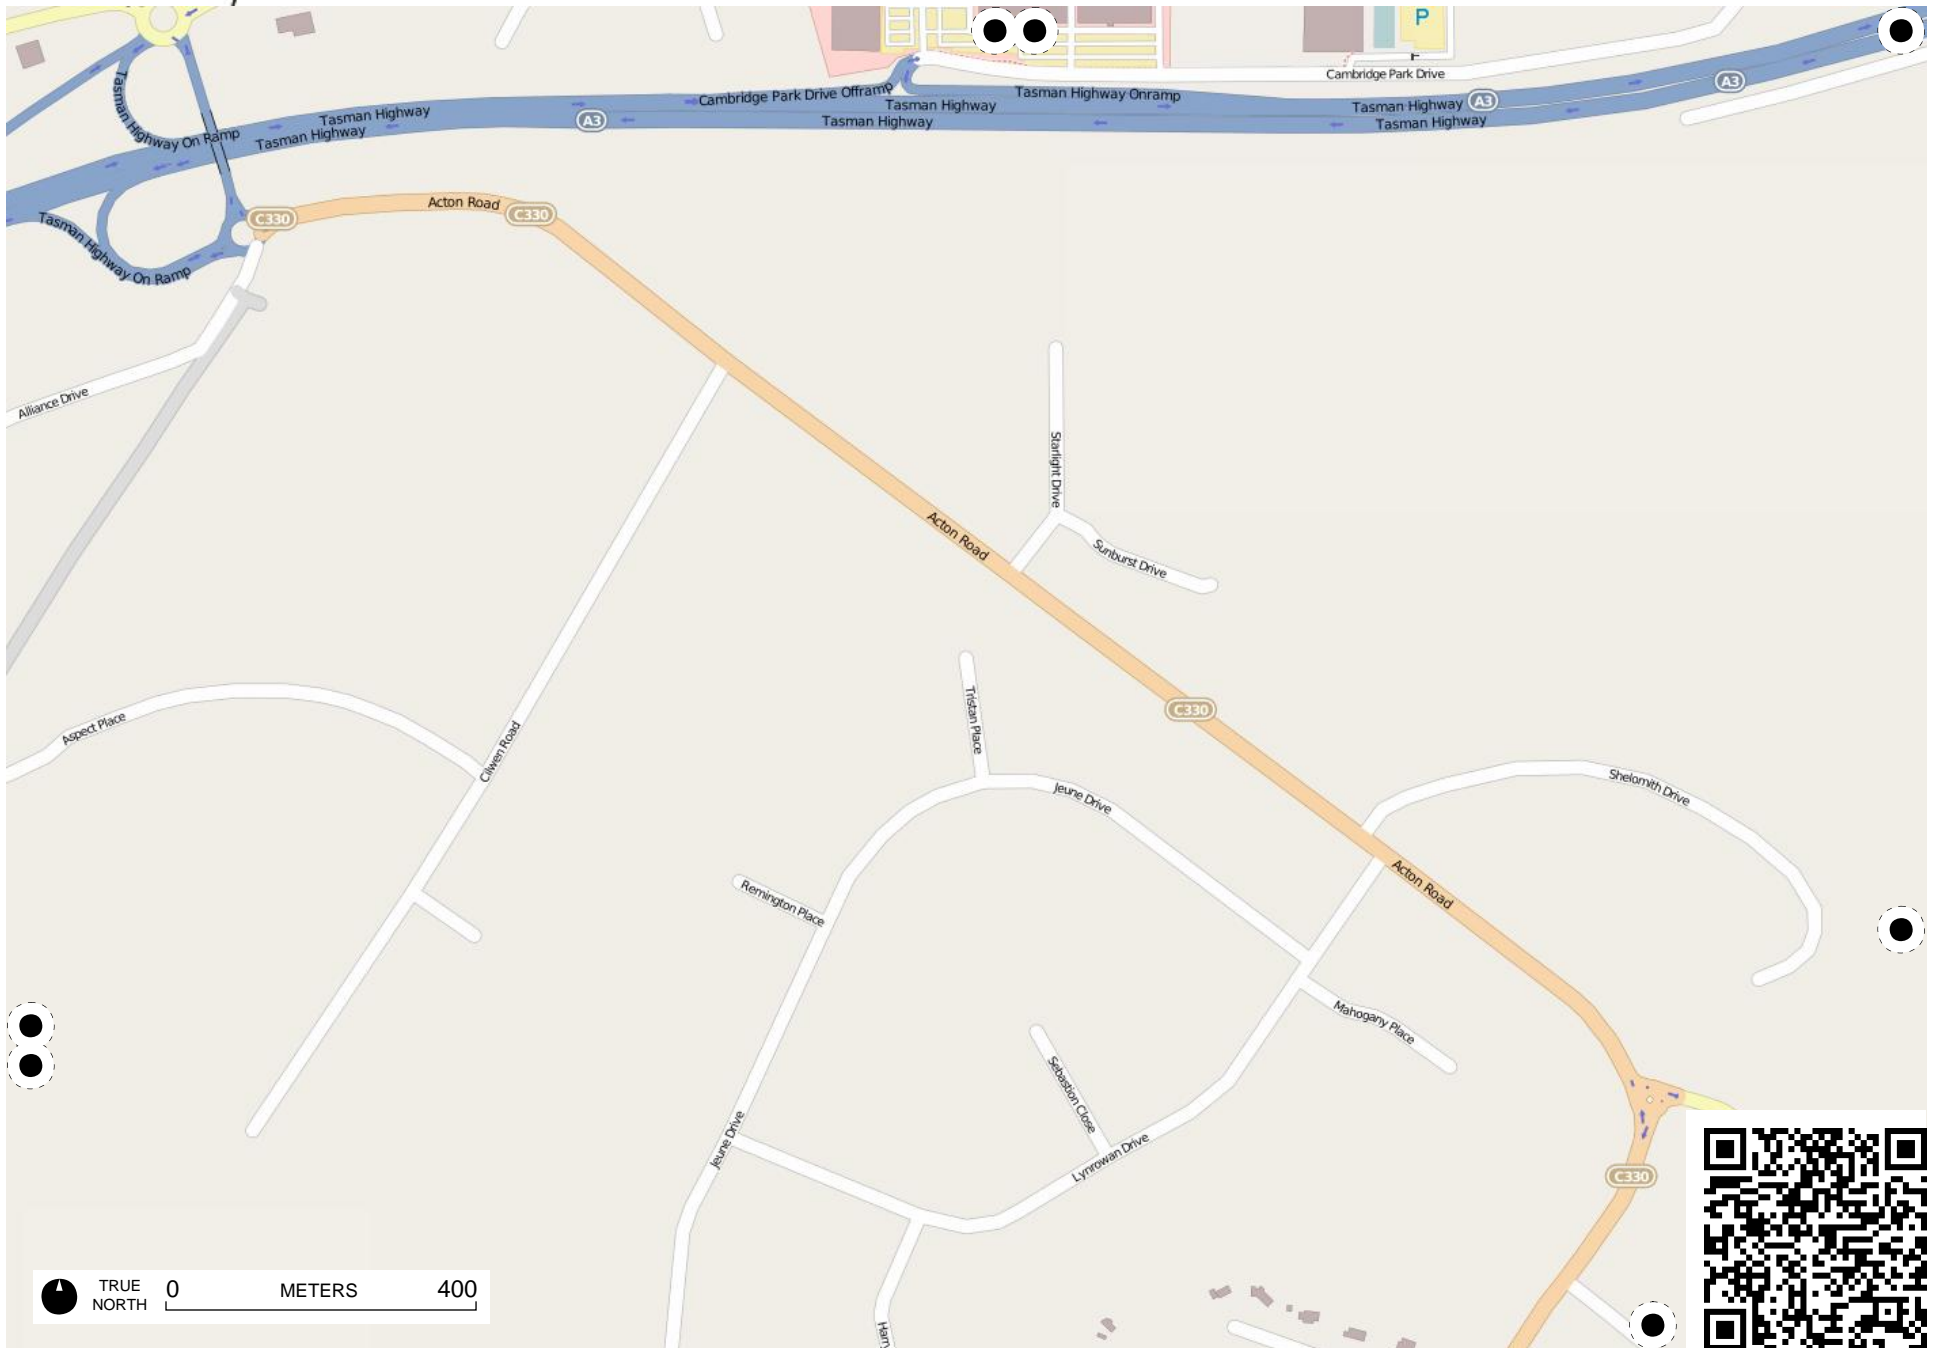 P
Cambridge Park Drive
A3
Tasman Highway On Ramp
Cambridge Park Drive Offramp
Tasman Highway Onramp
Tasman Highway
Tasman Highway
Tasman Highway
A3
Tasman Highway
Tasman Highway
A3
Tasman Highway
Tasman Highway
Acton Road
C330
C330
Tasman Highway On Ramp
Alliance Drive
Starlight Drive
Acton Road
Sunburst Drive
Tristan Place
C330
Aspect Place
Cilwen Road
Jeune Drive
Shelomith Drive
Acton Road
Remington Place
Mahogany Place
Sebastion Close
Jeune Drive
Lynrowan Drive
C330
TRUE
NORTH
0 METERS 400
Harry